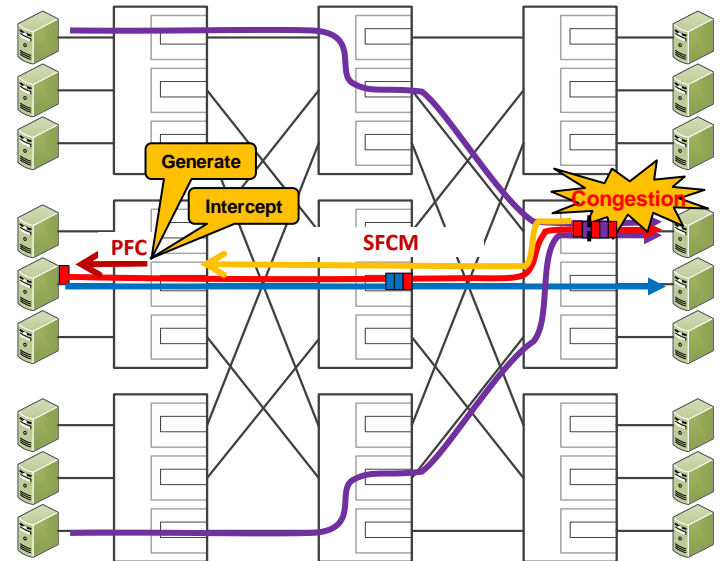 Generate
Intercept
Congestion
PFC
SFCM